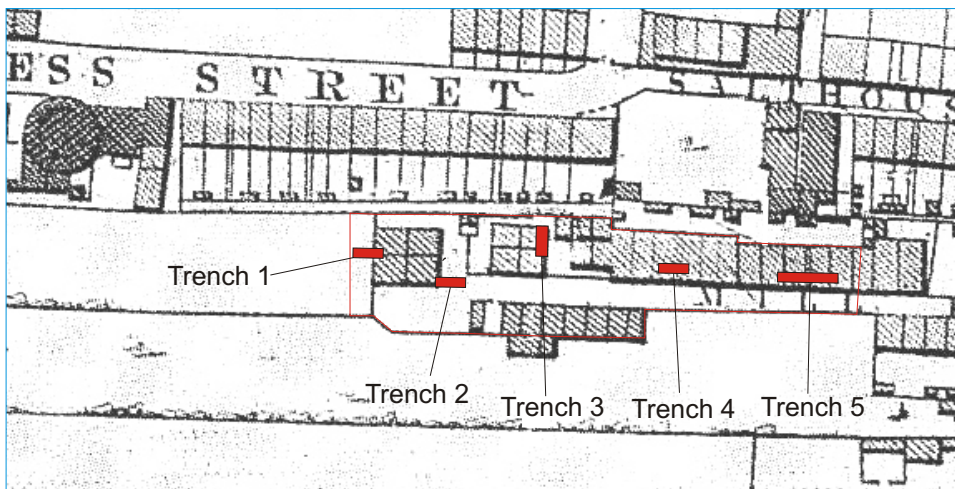 ESS STREET
SALTHOUS
Trench 1
Trench 2
Trench 3
Trench 4
Trench 5